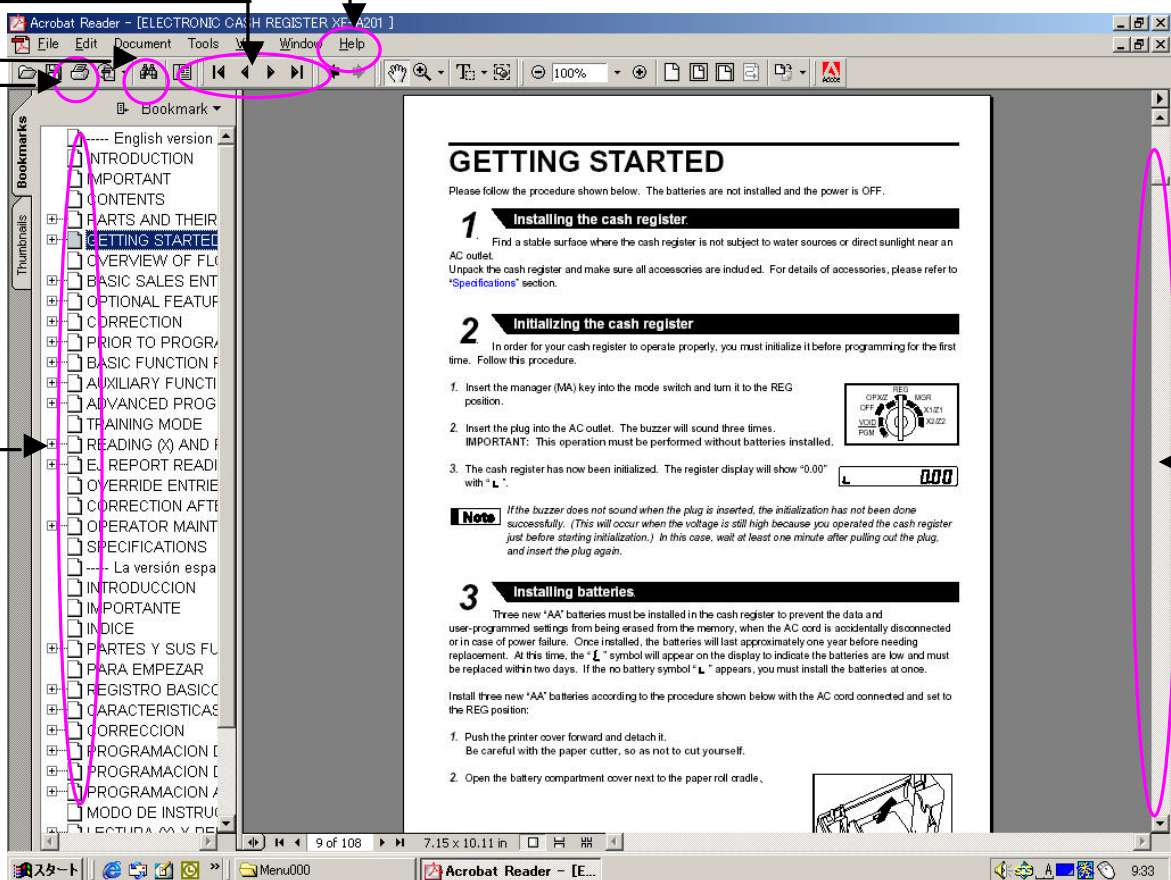 Acrobat Reader - [ELECTRONIC CASH REGISTER XE-A201 ]
File Edit Document Tools Window Help
100%
Adobe
Bookmark
Bookmarks
Thumbnails
----- English version
INTRODUCTION
IMPORTANT
CONTENTS
PARTS AND THEIR
GETTING STARTED
OVERVIEW OF FLO
BASIC SALES ENT
OPTIONAL FEATUR
CORRECTION
PRIOR TO PROGRA
BASIC FUNCTION F
AUXILIARY FUNCTI
ADVANCED PROG
TRAINING MODE
READING (X) AND F
EJ REPORT READI
OVERRIDE ENTRIE
CORRECTION AFTE
OPERATOR MAINT
SPECIFICATIONS
----- La versión espa
INTRODUCCION
IMPORTANTE
INDICE
PARTES Y SUS FU
PARA EMPEZAR
REGISTRO BASICO
CARACTERISTICAS
CORRECCION
PROGRAMACION D
PROGRAMACION D
PROGRAMACION A
MODO DE INSTRUC
GETTING STARTED
Please follow the procedure shown below. The batteries are not installed and the power is OFF.
1 Installing the cash register
Find a stable surface where the cash register is not subject to water sources or direct sunlight near an
AC outlet.
Unpack the cash register and make sure all accessories are included. For details of accessories, please refer to
"Specifications" section.
2 Initializing the cash register
In order for your cash register to operate properly, you must initialize it before programming for the first
time. Follow this procedure.
1. Insert the manager (MA) key into the mode switch and turn it to the REG
position.
2. Insert the plug into the AC outlet. The buzzer will sound three times.
IMPORTANT: This operation must be performed without batteries installed.
REG
OPX/Z MGR
OFF X1/Z1
VOID X2/Z2
PGM
3. The cash register has now been initialized. The register display will show "0.00"
with " L ".
L 0.00
Note If the buzzer does not sound when the plug is inserted, the initialization has not been done
successfully. (This will occur when the voltage is still high because you operated the cash register
just before starting initialization.) In this case, wait at least one minute after pulling out the plug,
and insert the plug again.
3 Installing batteries
Three new "AA" batteries must be installed in the cash register to prevent the data and
user-programmed settings from being erased from the memory, when the AC cord is accidentally disconnected
or in case of power failure. Once installed, the batteries will last approximately one year before needing
replacement. At this time, the " " symbol will appear on the display to indicate the batteries are low and must
be replaced within two days. If the no battery symbol " L " appears, you must install the batteries at once.
Install three new "AA" batteries according to the procedure shown below with the AC cord connected and set to
the REG position:
1. Push the printer cover forward and detach it.
Be careful with the paper cutter, so as not to cut yourself.
2. Open the battery compartment cover next to the paper roll cradle、
9 of 108 7.15 x 10.11 in
スタート Menu000 Acrobat Reader - [E... A 9:33